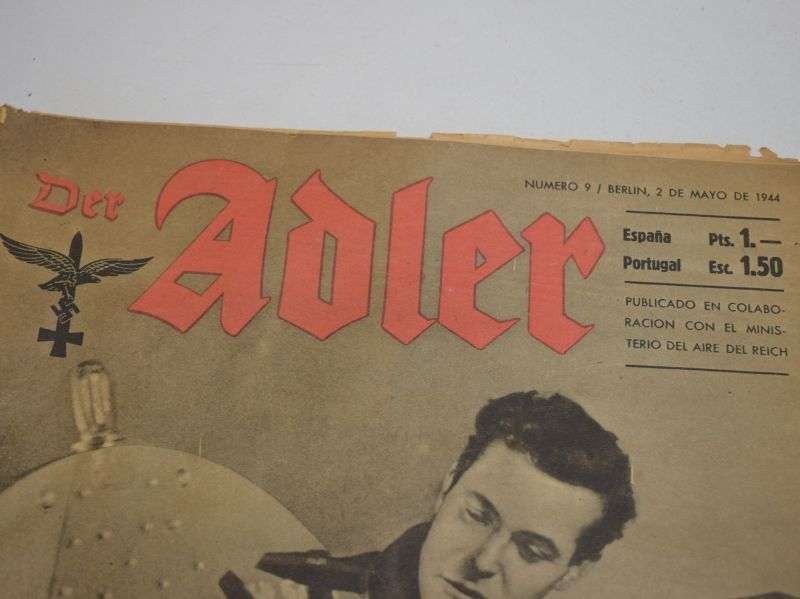 Der Adler
NUMERO 9 / BERLIN, 2 DE MAYO DE 1944
España Pts. 1.—
Portugal Esc. 1.50
PUBLICADO EN COLABO-
RACION CON EL MINIS-
TERIO DEL AIRE DEL REICH